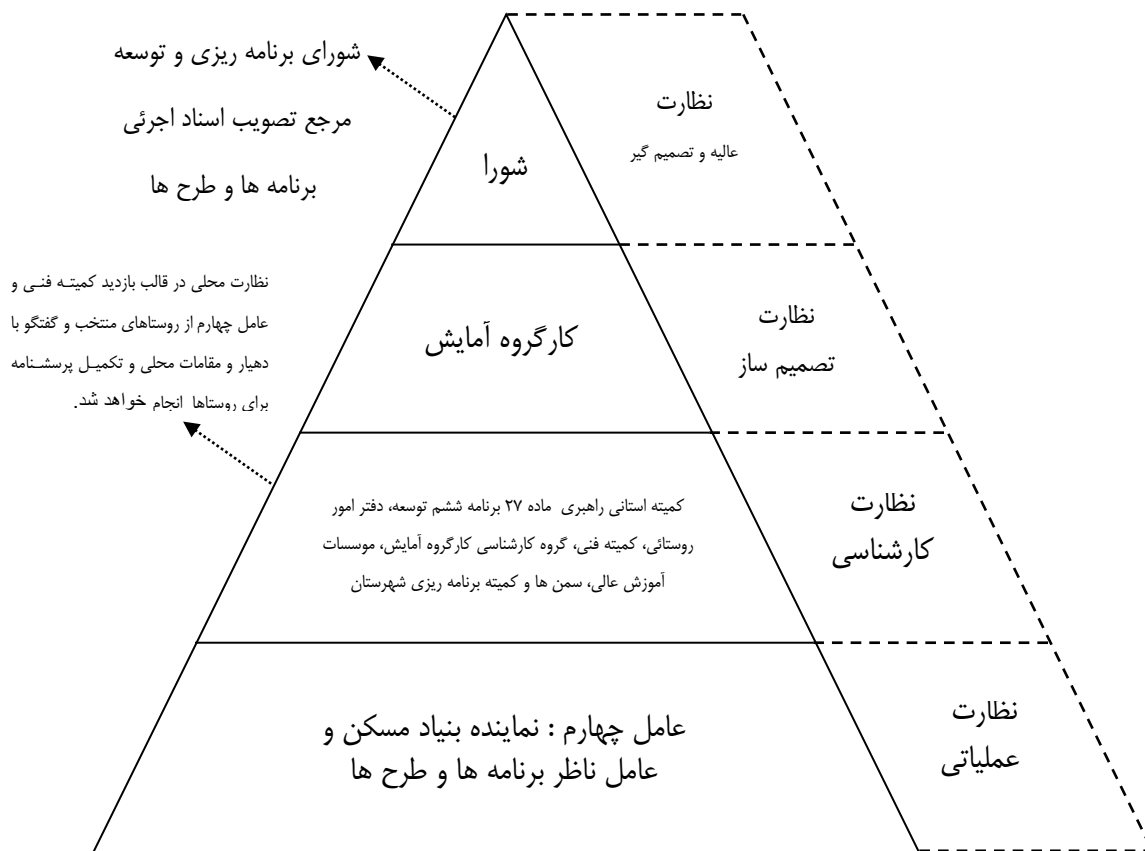 شورای برنامه ریزی و توسعه
مرجع تصویب اسناد اجرئی
برنامه ها و طرح ها
شورا
نظارت
عالیه و تصمیم گیر
نظارت محلی در قالب بازدید کمیته فنی و
عامل چهارم از روستاهای منتخب و گفتگو با
دهیار و مقامات محلی و تکمیل پرسشنامه
برای روستاها انجام خواهد شد.
کارگروه آمایش
نظارت
تصمیم ساز
کمیته استانی راهبری ماده ۲۷ برنامه ششم توسعه، دفتر امور
روستائی، کمیته فنی، گروه کارشناسی کارگروه آمایش، موسسات
آموزش عالی، سمن ها و کمیته برنامه ریزی شهرستان
نظارت
کارشناسی
عامل چهارم : نماینده بنیاد مسکن و
عامل ناظر برنامه ها و طرح ها
نظارت
عملیاتی